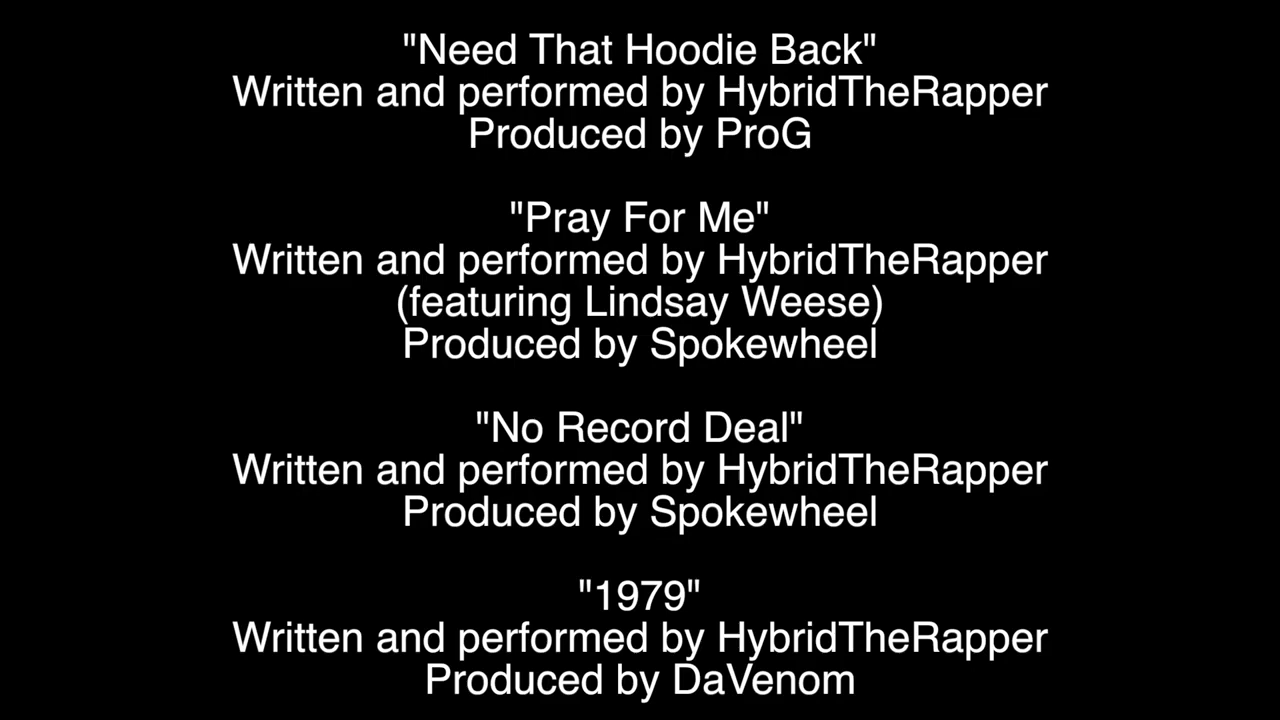 "Need That Hoodie Back"
Written and performed by HybridTheRapper
Produced by ProG
"Pray For Me"
Written and performed by HybridTheRapper
(featuring Lindsay Weese)
Produced by Spokewheel
"No Record Deal"
Written and performed by HybridTheRapper
Produced by Spokewheel
"1979"
Written and performed by HybridTheRapper
Produced by DaVenom